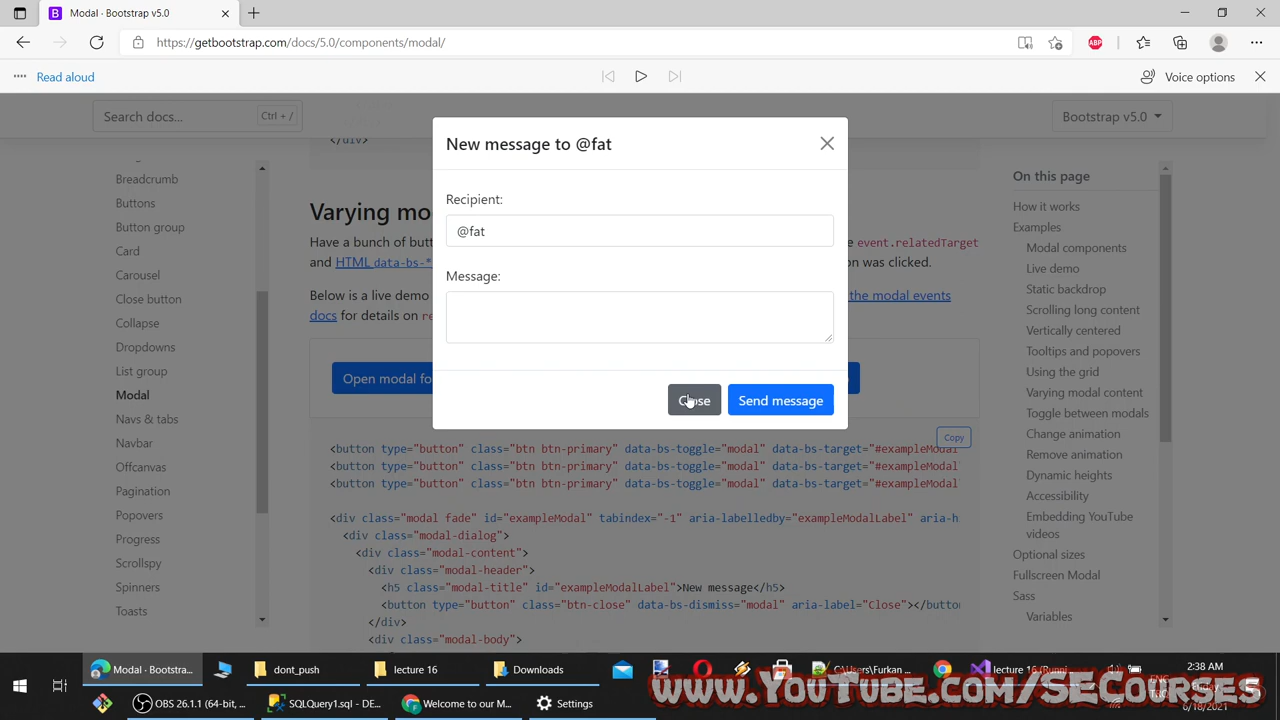 Modal · Bootstrap v5.0
https://getbootstrap.com/docs/5.0/components/modal/
ABP
Read aloud
Voice options
Search docs...
Ctrl + /
Bootstrap v5.0
</div>
Breadcrumb
Buttons
Button group
Card
Carousel
Close button
Collapse
Dropdowns
List group
Modal
Navs & tabs
Navbar
Offcanvas
Pagination
Popovers
Progress
Scrollspy
Spinners
Toasts
Varying mo
Have a bunch of but
e event.relatedTarget
and HTML data-bs-*
on was clicked.
Below is a live demo
the modal events
docs for details on re
Open modal fo
New message to @fat
Recipient:
@fat
Message:
Close
Send message
Copy
<button type="button" class="btn btn-primary" data-bs-toggle="modal" data-bs-target="#exampleModal"
<button type="button" class="btn btn-primary" data-bs-toggle="modal" data-bs-target="#exampleModal"
<button type="button" class="btn btn-primary" data-bs-toggle="modal" data-bs-target="#exampleModal"
<div class="modal fade" id="exampleModal" tabindex="-1" aria-labelledby="exampleModalLabel" aria-h
<div class="modal-dialog">
<div class="modal-content">
<div class="modal-header">
<h5 class="modal-title" id="exampleModalLabel">New message</h5>
<button type="button" class="btn-close" data-bs-dismiss="modal" aria-label="Close"></button
</div>
<div class="modal-body">
On this page
How it works
Examples
Modal components
Live demo
Static backdrop
Scrolling long content
Vertically centered
Tooltips and popovers
Using the grid
Varying modal content
Toggle between modals
Change animation
Remove animation
Dynamic heights
Accessibility
Embedding YouTube
videos
Optional sizes
Fullscreen Modal
Sass
Variables
Modal · Bootstra...
dont_push
lecture 16
Downloads
C:\Users\Furkan ...
lecture 16 (Runni...
2:38 AM
OBS 26.1.1 (64-bit, ...
SQLQuery1.sql - DE...
Welcome to our M...
Settings
ENG
Friday
6/18/2021
www.YouTube.com/SECourses